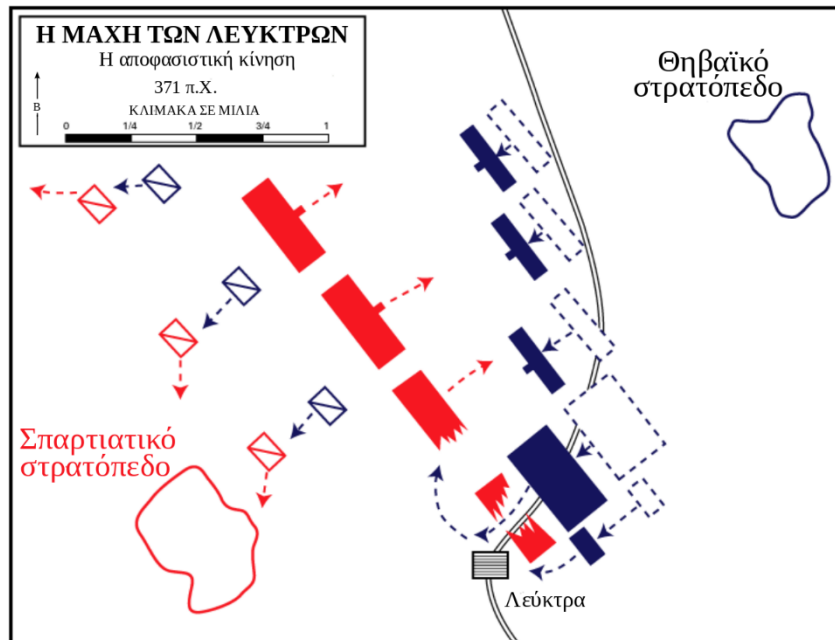 Η ΜΑΧΗ ΤΩΝ ΛΕΥΚΤΡΩΝ
Η αποφασιστική κίνηση
371 π.Χ.
Β
ΚΛΙΜΑΚΑ ΣΕ ΜΙΛΙΑ
0 1/4 1/2 3/4 1
Θηβαϊκό
στρατόπεδο
Σπαρτιατικό
στρατόπεδο
Λεύκτρα